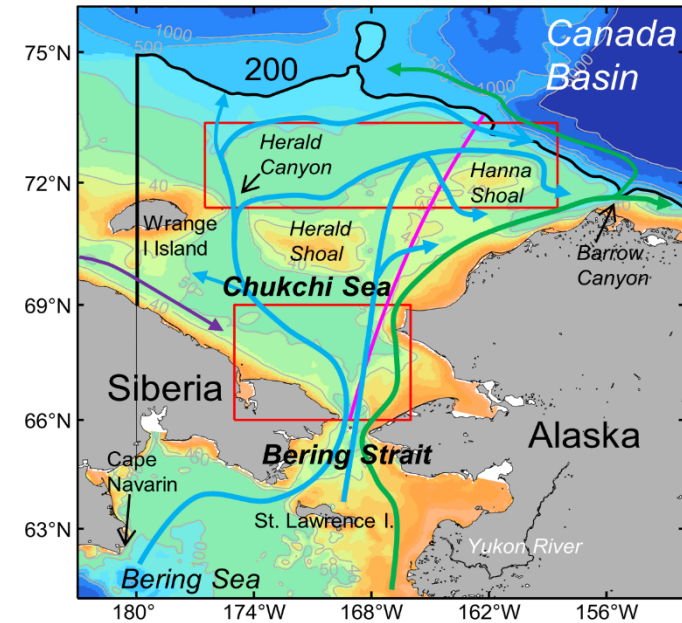 75°N
72°N
69°N
66°N
63°N
180°
174°W
168°W
162°W
156°W
1000
500
200
1000
Canada
Basin
Herald
Canyon
Hanna
Shoal
40
Wrange
l Island
Herald
Shoal
50
Barrow
Canyon
Chukchi Sea
40
Siberia
Bering Strait
Alaska
Cape
Navarin
St. Lawrence I.
Yukon River
Bering Sea